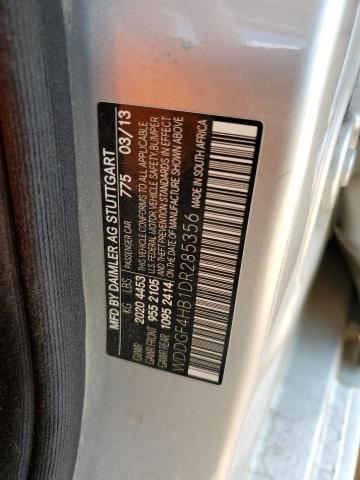 MFD BY DAIMLER AG STUTTGART
KG LBS PASSENGER CAR 775 03/13
GVWR 2020 4453 THIS VEHICLE CONFORMS TO ALL APPLICABLE
GAWR FRONT 955 2105 U.S. FEDERAL MOTOR VEHICLE SAFETY, BUMPER
GAWR REAR 1095 2414 AND THEFT PREVENTION STANDARDS IN EFFECT
ON THE DATE OF MANUFACTURE SHOWN ABOVE
WDDGF4HB1DR285356 MADE IN SOUTH AFRICA